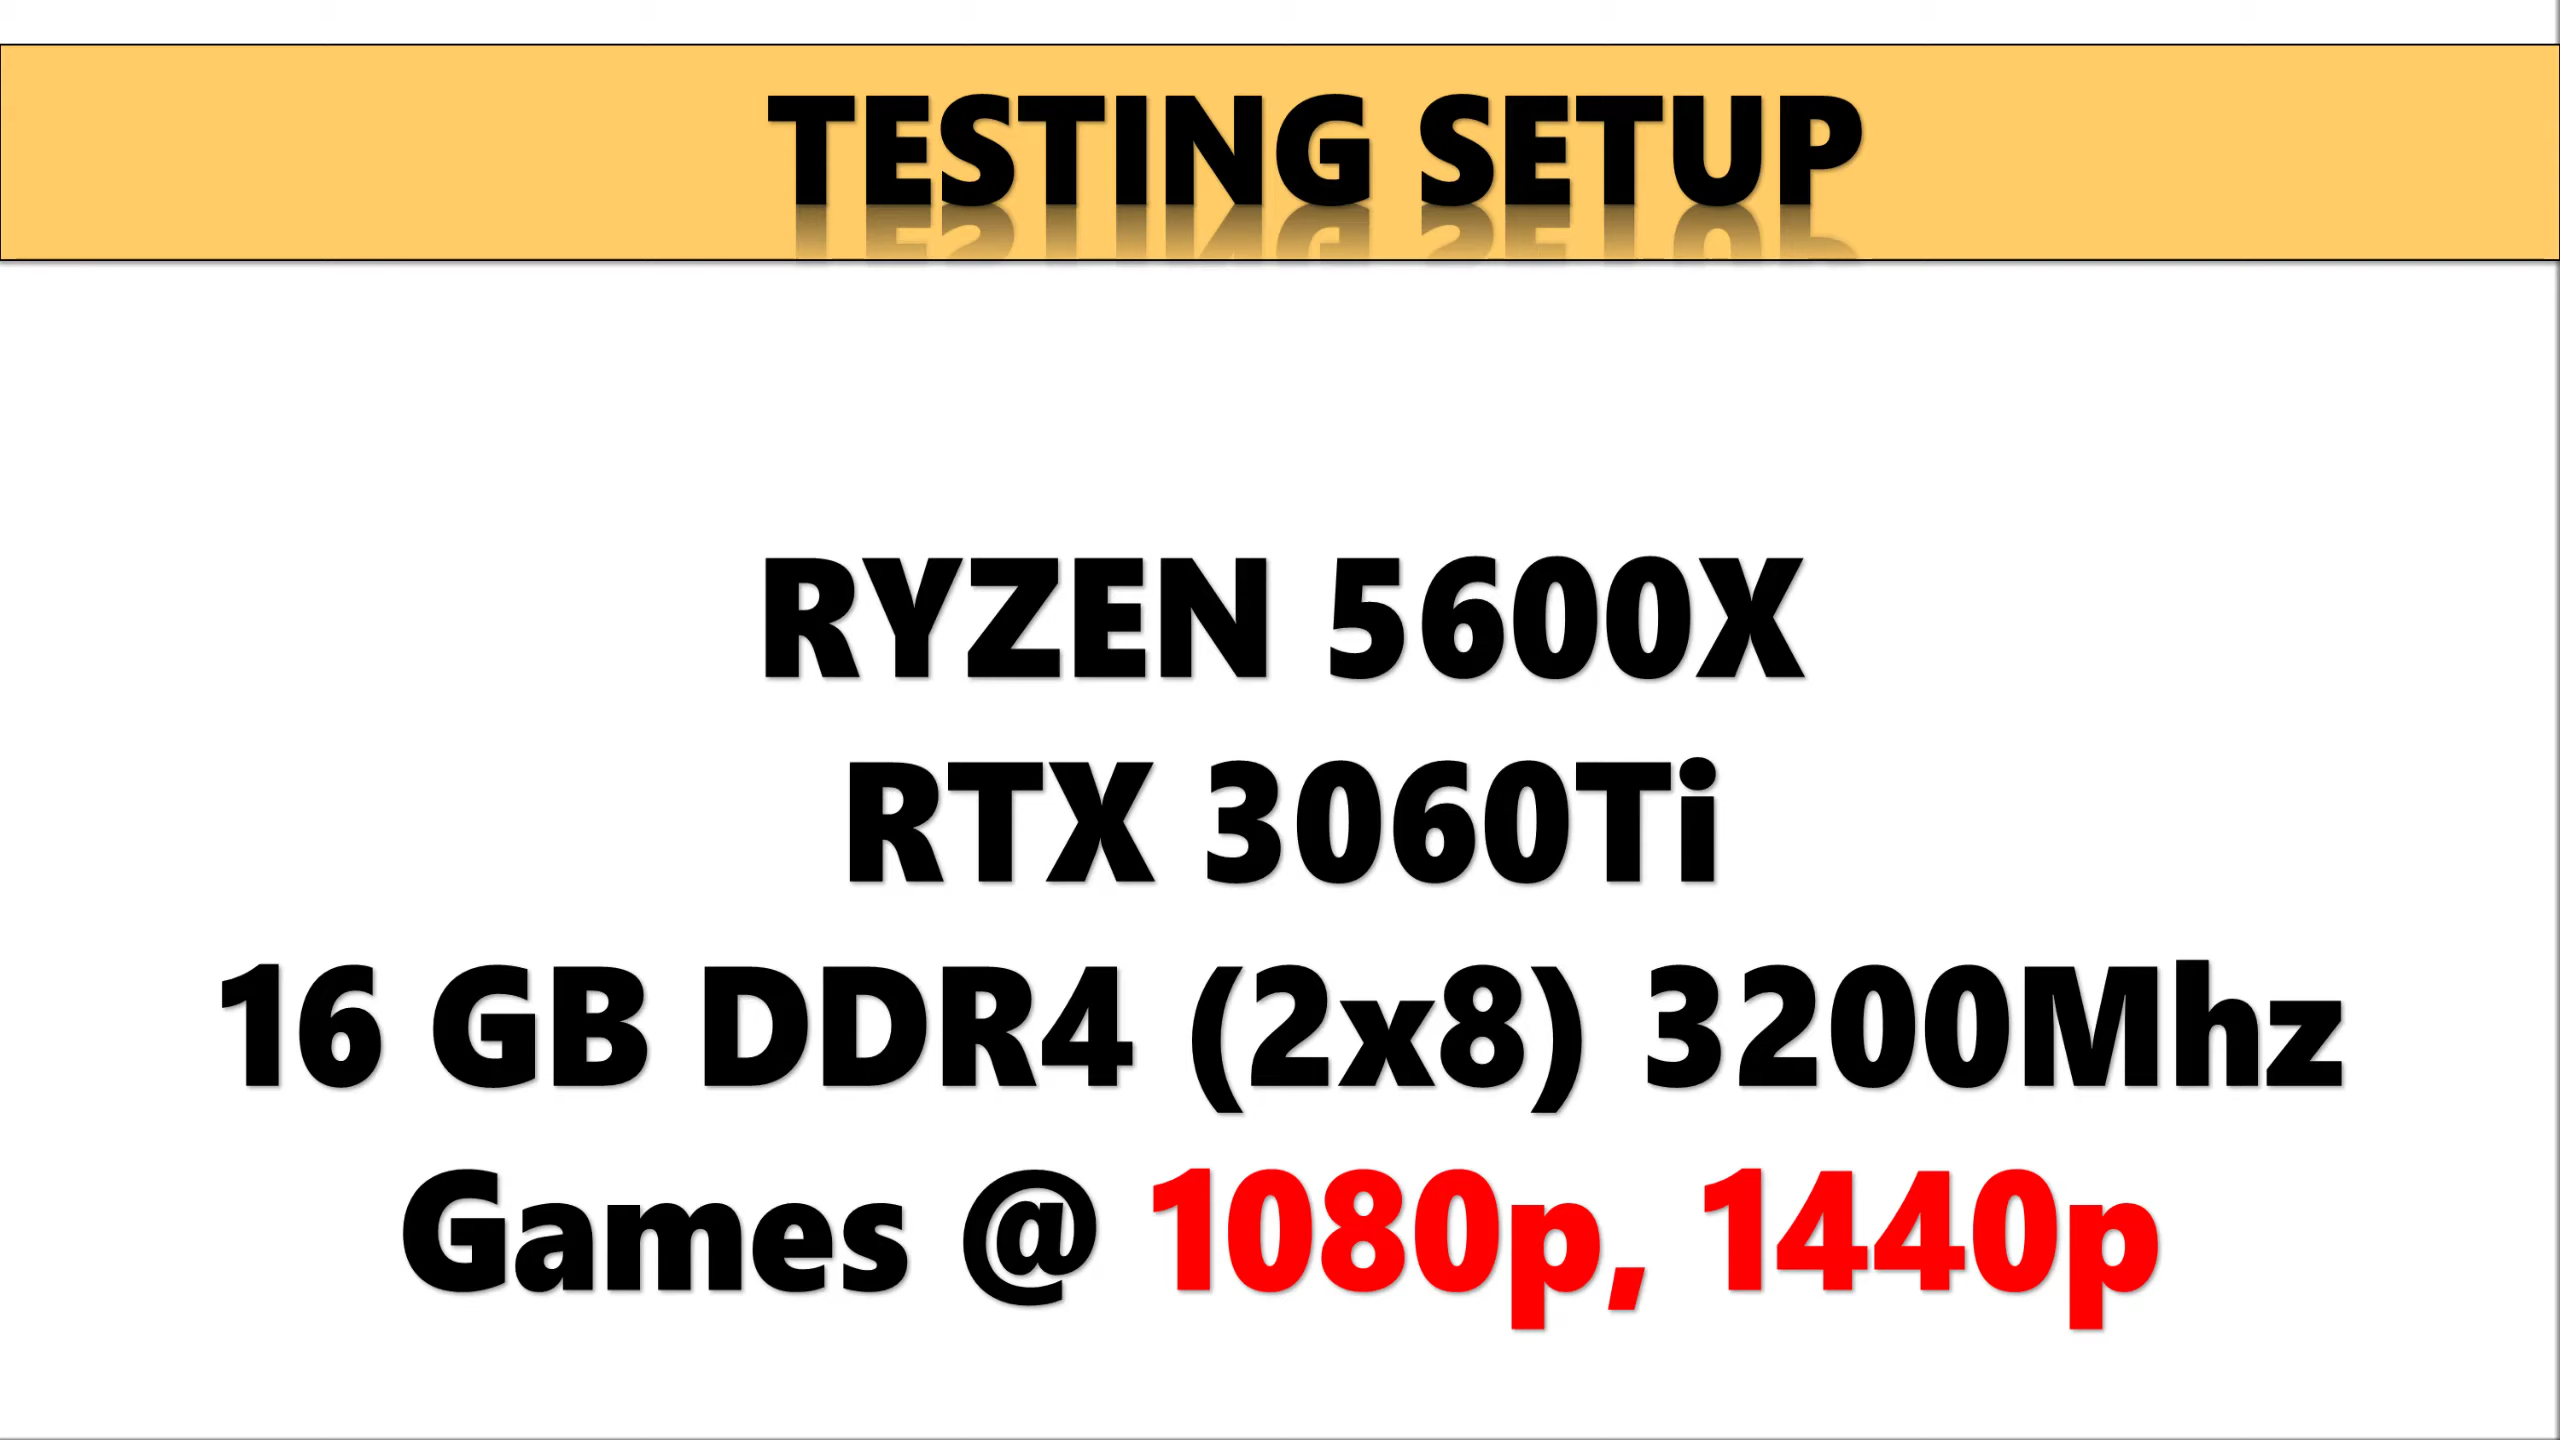 TESTING SETUP
RYZEN 5600X
RTX 3060Ti
16 GB DDR4 (2x8) 3200Mhz
Games @ 1080p, 1440p